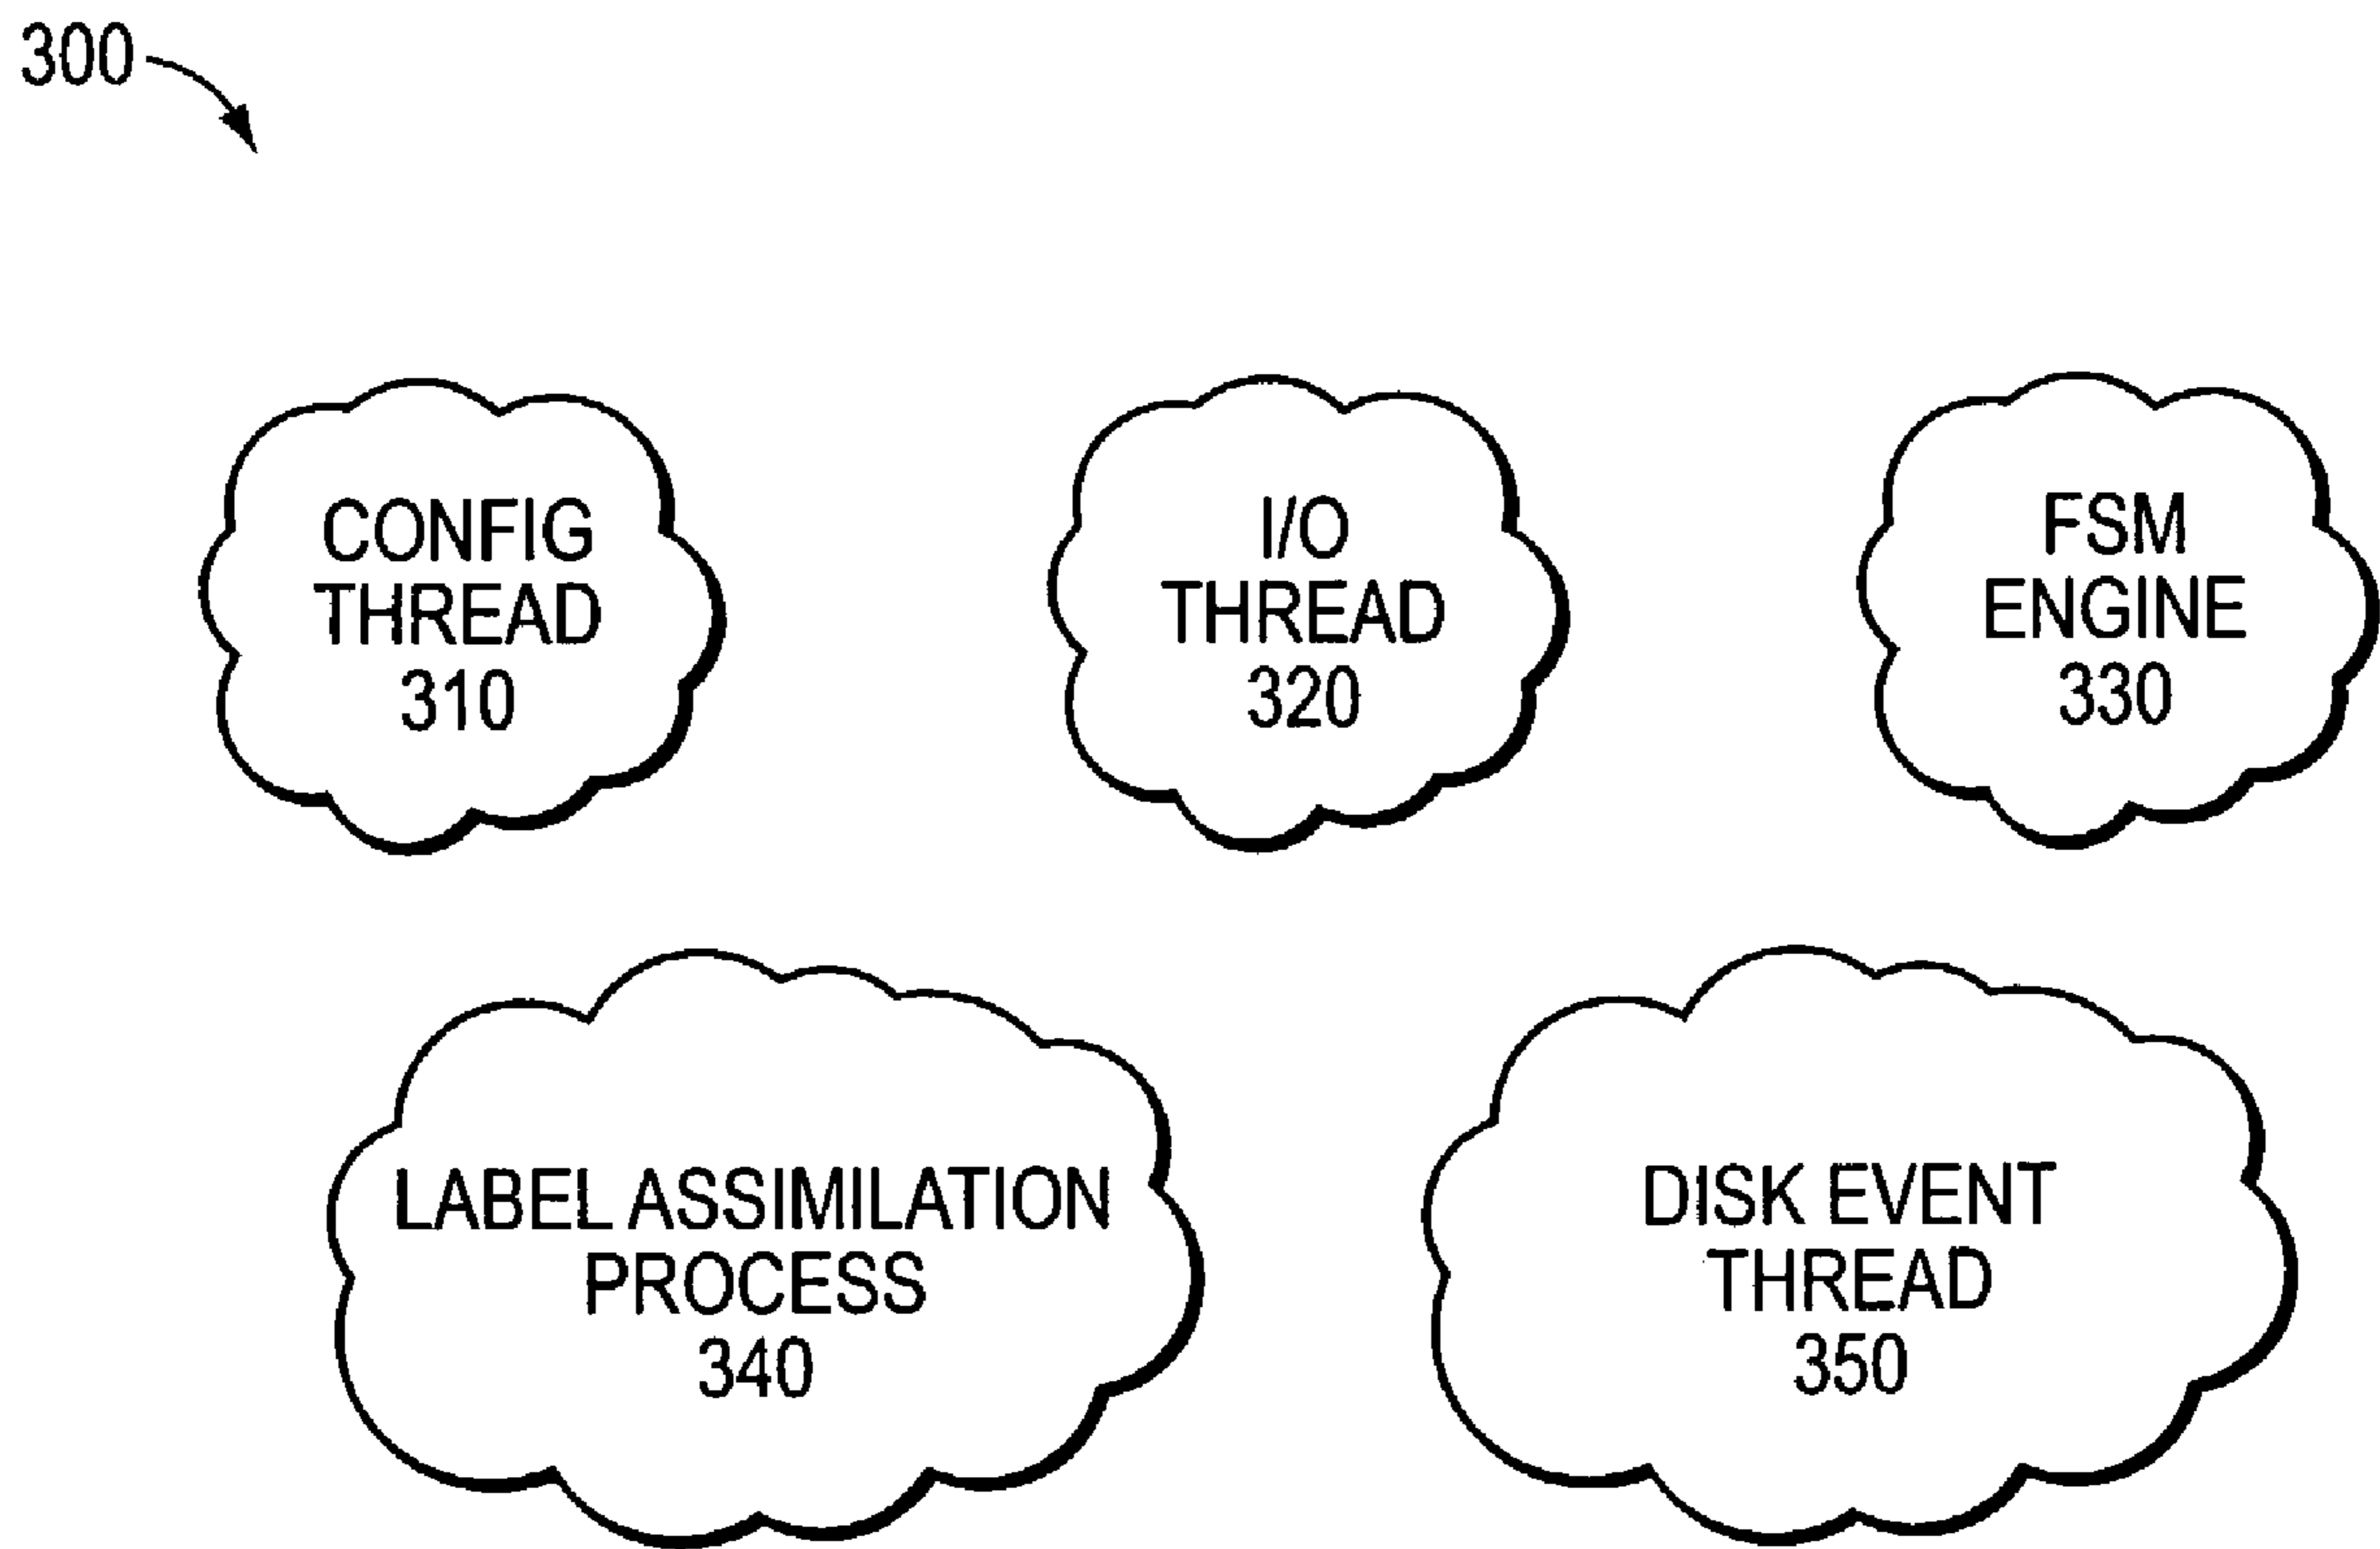 300
CONFIG
THREAD
310
I/O
THREAD
320
FSM
ENGINE
330
LABEL ASSIMILATION
PROCESS
340
DISK EVENT
THREAD
350